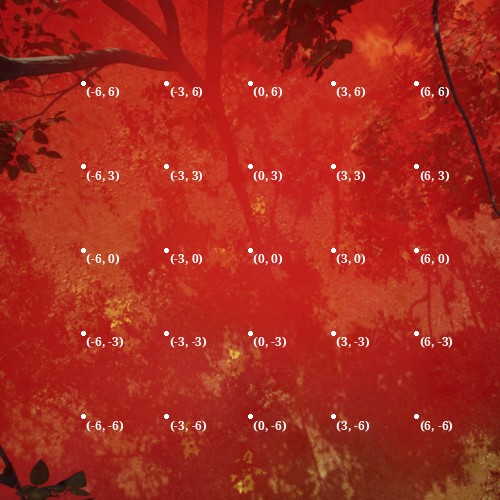 (-6, 6) (-3, 6) (0, 6) (3, 6) (6, 6)
(-6, 3) (-3, 3) (0, 3) (3, 3) (6, 3)
(-6, 0) (-3, 0) (0, 0) (3, 0) (6, 0)
(-6, -3) (-3, -3) (0, -3) (3, -3) (6, -3)
(-6, -6) (-3, -6) (0, -6) (3, -6) (6, -6)